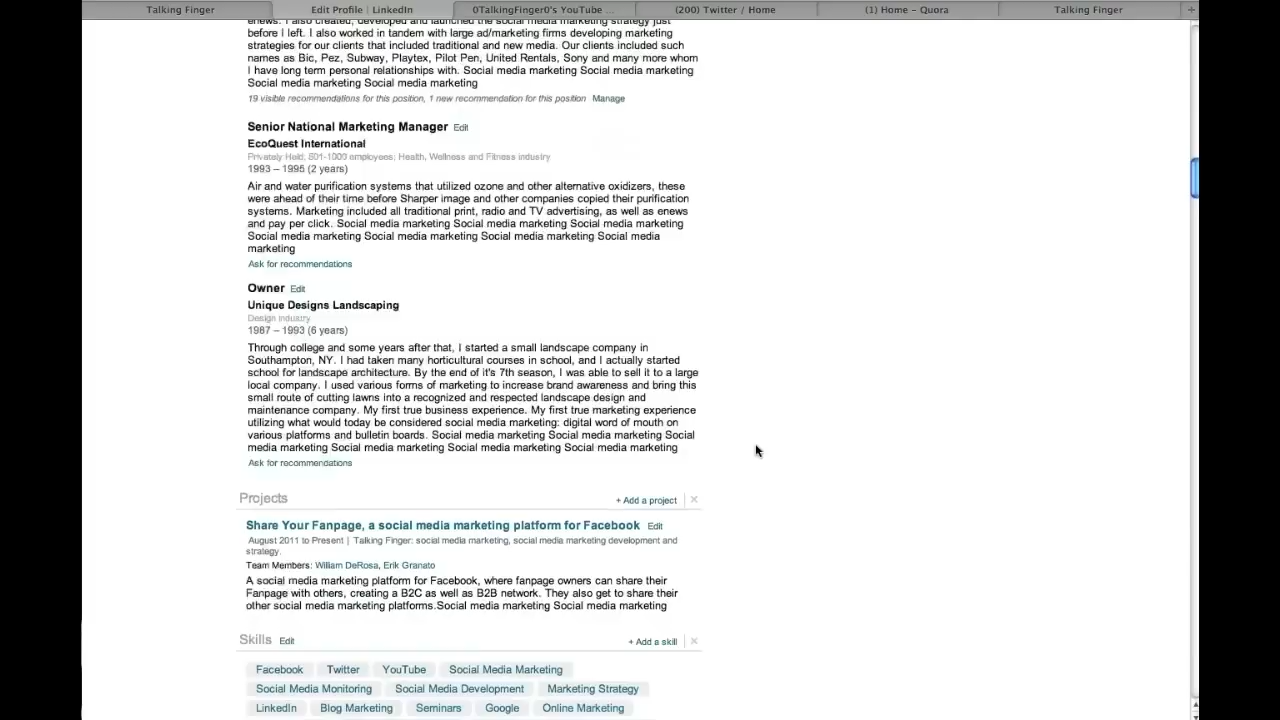 Talking Finger
Edit Profile | LinkedIn
0TalkingFinger0's YouTube ...
(200) Twitter / Home
(1) Home - Quora
Talking Finger
enews. I also created, developed and launched the social media marketing strategy just
before I left. I also worked in tandem with large ad/marketing firms developing marketing
strategies for our clients that included traditional and new media. Our clients included such
names as Bic, Pez, Subway, Playtex, Pilot Pen, United Rentals, Sony and many more whom
I have long term personal relationships with. Social media marketing Social media marketing
Social media marketing Social media marketing
19 visible recommendations for this position, 1 new recommendation for this position Manage
Senior National Marketing Manager Edit
EcoQuest International
Privately Held; 501-1000 employees; Health, Wellness and Fitness industry
1993 – 1995 (2 years)
Air and water purification systems that utilized ozone and other alternative oxidizers, these
were ahead of their time before Sharper image and other companies copied their purification
systems. Marketing included all traditional print, radio and TV advertising, as well as enews
and pay per click. Social media marketing Social media marketing Social media marketing
Social media marketing Social media marketing Social media marketing Social media
marketing
Ask for recommendations
Owner Edit
Unique Designs Landscaping
Design industry
1987 – 1993 (6 years)
Through college and some years after that, I started a small landscape company in
Southampton, NY. I had taken many horticultural courses in school, and I actually started
school for landscape architecture. By the end of it's 7th season, I was able to sell it to a large
local company. I used various forms of marketing to increase brand awareness and bring this
small route of cutting lawns into a recognized and respected landscape design and
maintenance company. My first true business experience. My first true marketing experience
utilizing what would today be considered social media marketing: digital word of mouth on
various platforms and bulletin boards. Social media marketing Social media marketing Social
media marketing Social media marketing Social media marketing Social media marketing
Ask for recommendations
Projects + Add a project
Share Your Fanpage, a social media marketing platform for Facebook Edit
August 2011 to Present | Talking Finger: social media marketing, social media marketing development and
strategy.
Team Members: William DeRosa, Erik Granato
A social media marketing platform for Facebook, where fanpage owners can share their
Fanpage with others, creating a B2C as well as B2B network. They also get to share their
other social media marketing platforms.Social media marketing Social media marketing
Skills Edit + Add a skill
Facebook Twitter YouTube Social Media Marketing
Social Media Monitoring Social Media Development Marketing Strategy
LinkedIn Blog Marketing Seminars Google Online Marketing